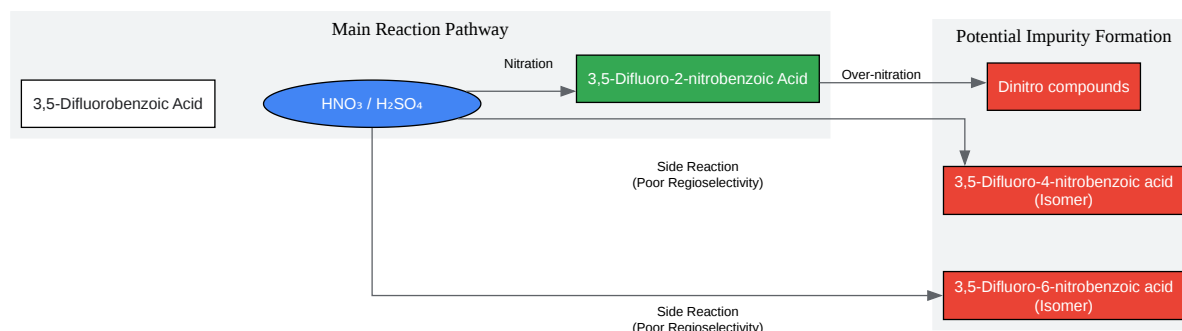 Main Reaction Pathway
Potential Impurity Formation
Nitration
3,5-Difluoro-2-nitrobenzoic Acid
Over-nitration
Dinitro compounds
3,5-Difluorobenzoic Acid
HNO₃ / H₂SO₄
Side Reaction
(Poor Regioselectivity)
3,5-Difluoro-4-nitrobenzoic acid
(Isomer)
3,5-Difluoro-6-nitrobenzoic acid
(Isomer)
Side Reaction
(Poor Regioselectivity)